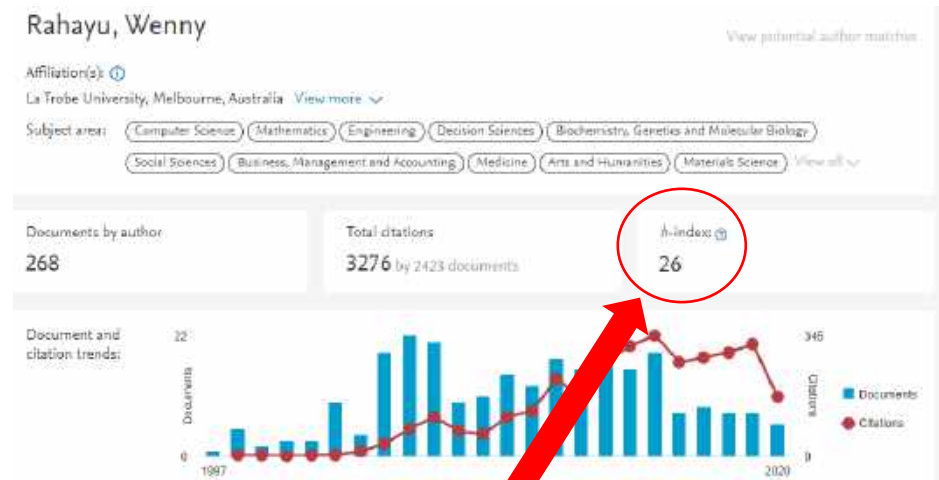 Rahayu, Wenny
View potential author matches
Affiliation(s):
La Trobe University, Melbourne, Australia View more
Subject area: Computer Science Mathematics Engineering Decision Sciences Biochemistry, Genetics and Molecular Biology
Social Sciences Business, Management and Accounting Medicine Arts and Humanities Materials Science View all
Documents by author
268
Total citations
3276 by 2423 documents
h-index:
26
Document and
citation trends:
22
345
Documents
Citations
Documents
Citations
0
0
1997
2020